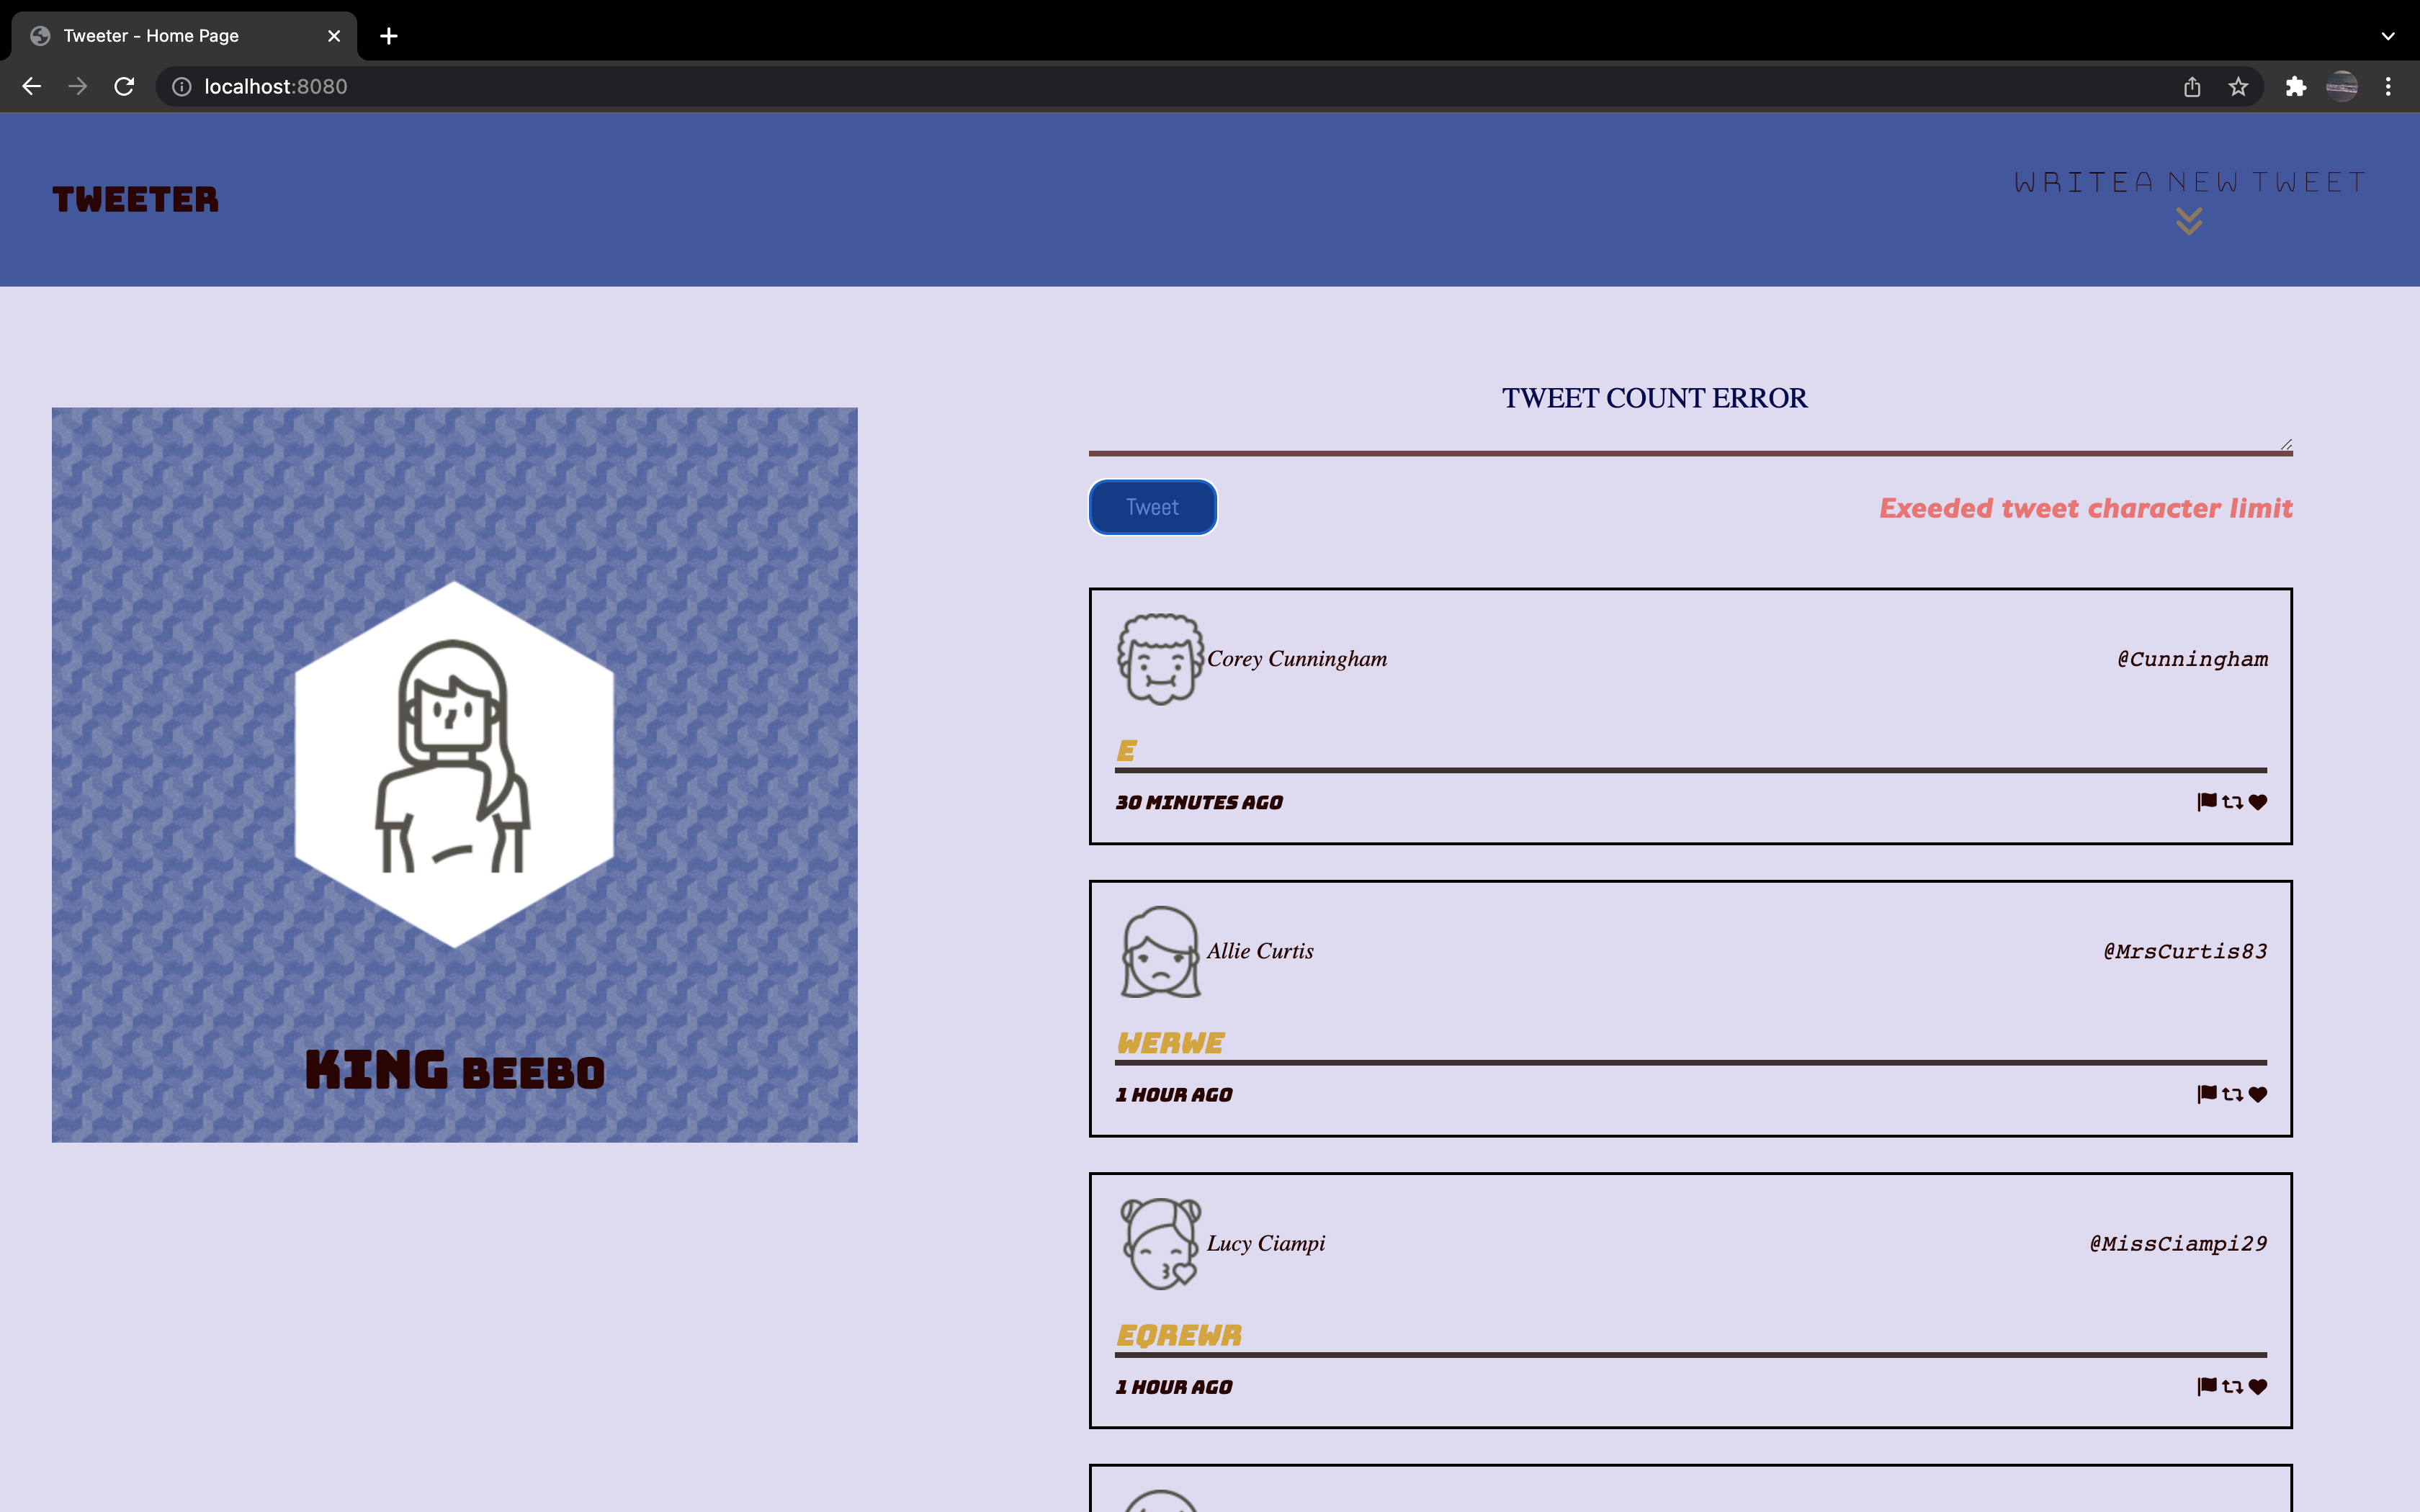 Tweeter - Home Page
localhost:8080
TWEETER
WRITEA NEW TWEET
TWEET COUNT ERROR
Tweet
Exeeded tweet character limit
KING BEEBO
Corey Cunningham
@Cunningham
E
30 MINUTES AGO
Allie Curtis
@MrsCurtis83
WERWE
1 HOUR AGO
Lucy Ciampi
@MissCiampi29
EQREWR
1 HOUR AGO